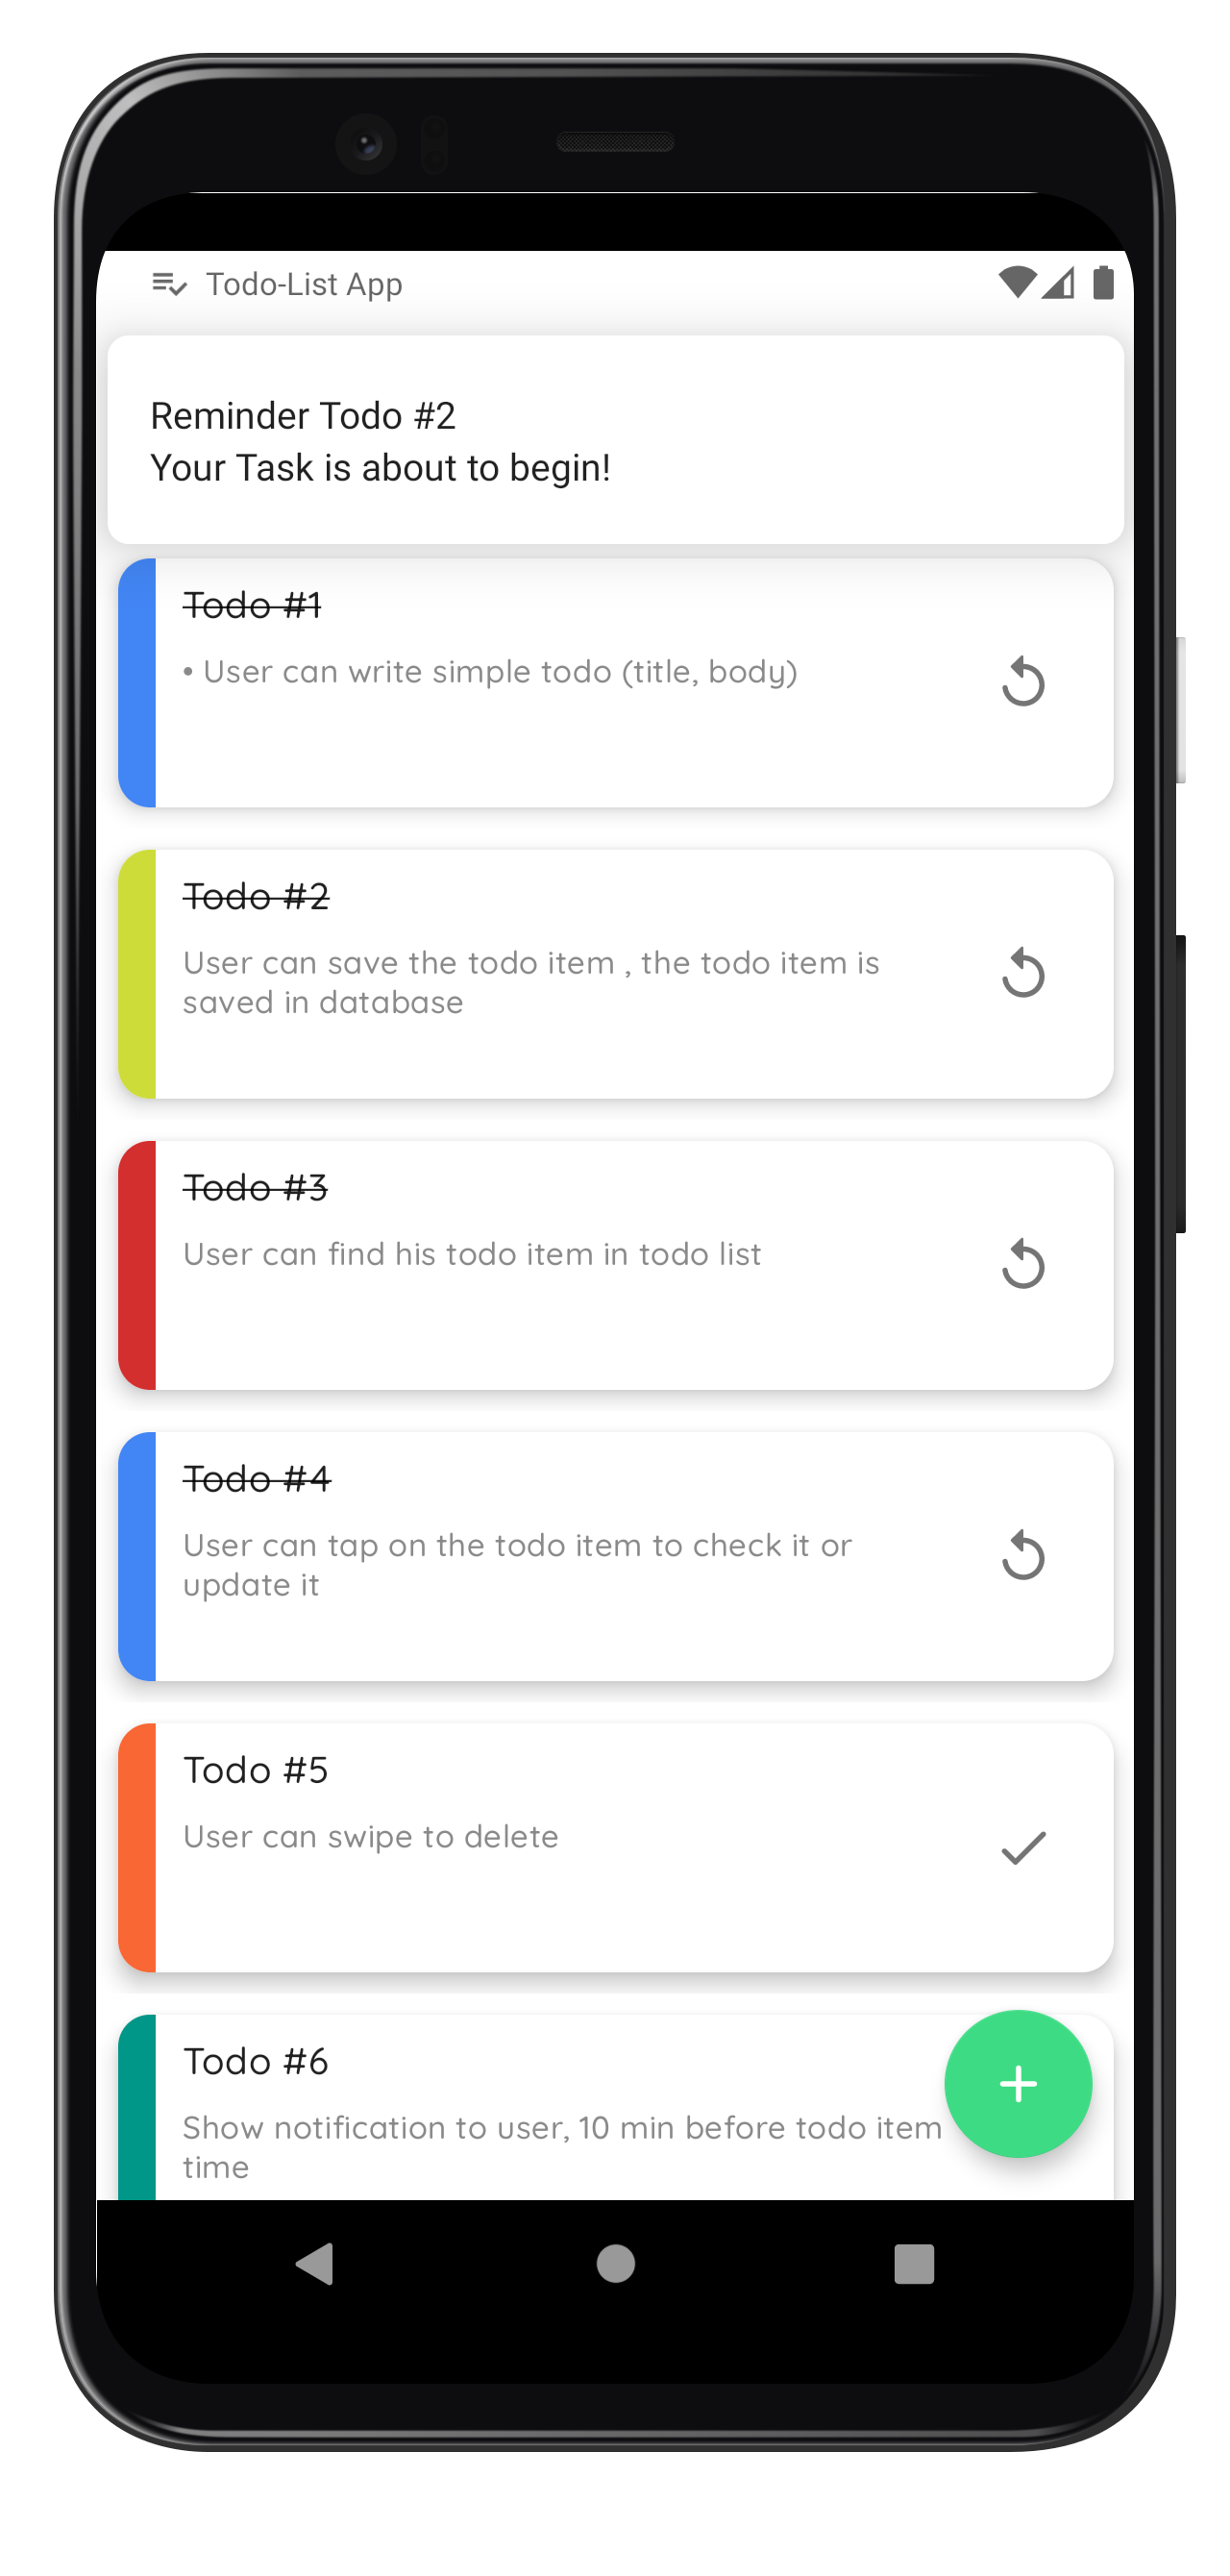 Todo-List App
Reminder Todo #2
Your Task is about to begin!
Todo #1
• User can write simple todo (title, body)
Todo #2
User can save the todo item , the todo item is
saved in database
Todo #3
User can find his todo item in todo list
Todo #4
User can tap on the todo item to check it or
update it
Todo #5
User can swipe to delete
Todo #6
Show notification to user, 10 min before todo item
time